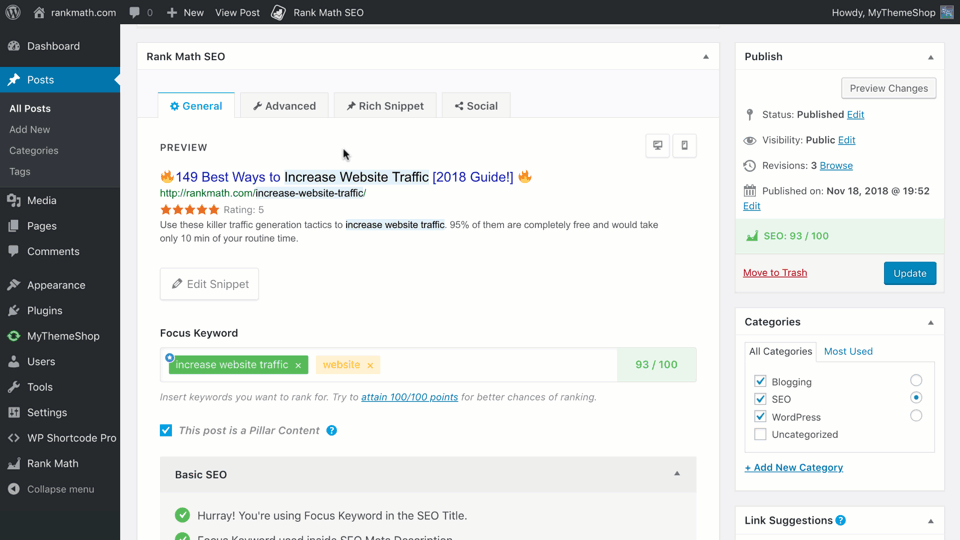 rankmath.com 0 New View Post Rank Math SEO Howdy, MyThemeShop
Dashboard
Posts
All Posts
Add New
Categories
Tags
Media
Pages
Comments
Appearance
Plugins
MyThemeShop
Users
Tools
Settings
WP Shortcode Pro
Rank Math
Collapse menu
Rank Math SEO
General Advanced Rich Snippet Social
PREVIEW
🔥149 Best Ways to Increase Website Traffic [2018 Guide!] 🔥
http://rankmath.com/increase-website-traffic/
Rating: 5
Use these killer traffic generation tactics to increase website traffic. 95% of them are completely free and would take
only 10 min of your routine time.
Edit Snippet
Focus Keyword
increase website traffic × website × 93 / 100
Insert keywords you want to rank for. Try to attain 100/100 points for better chances of ranking.
This post is a Pillar Content ?
Basic SEO
Hurray! You're using Focus Keyword in the SEO Title.
Focus Keyword used inside SEO Meta Description.
Publish
Preview Changes
Status: Published Edit
Visibility: Public Edit
Revisions: 3 Browse
Published on: Nov 18, 2018 @ 19:52
Edit
SEO: 93 / 100
Move to Trash Update
Categories
All Categories Most Used
Blogging
SEO
WordPress
Uncategorized
+ Add New Category
Link Suggestions ?